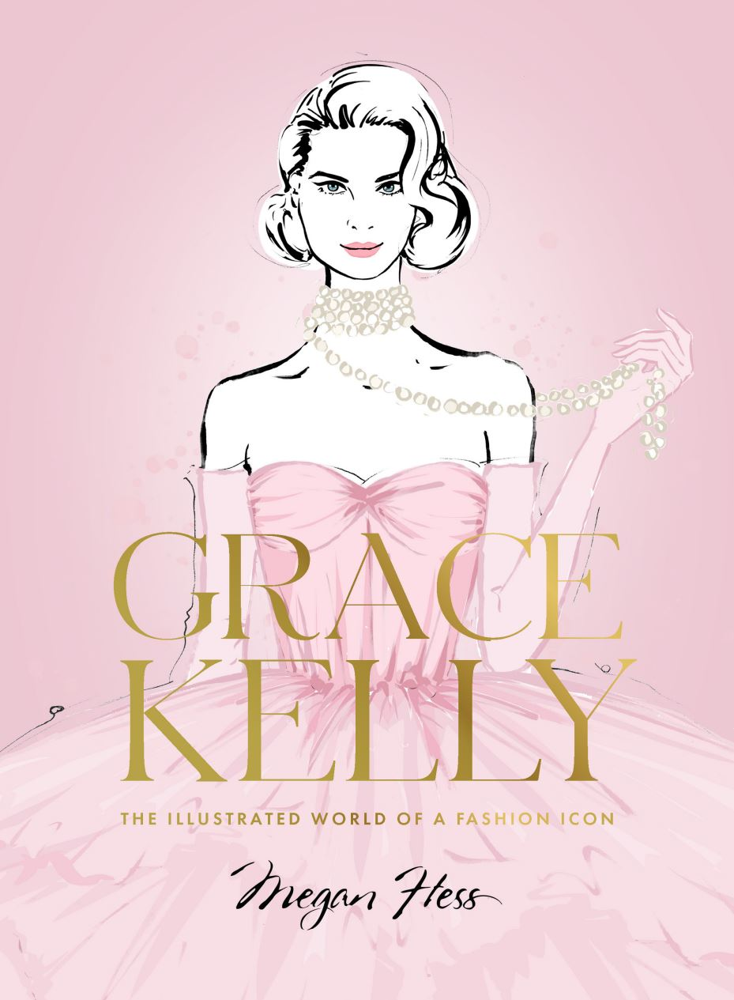 GRACE
KELLY
THE ILLUSTRATED WORLD OF A FASHION ICON
Megan Hess